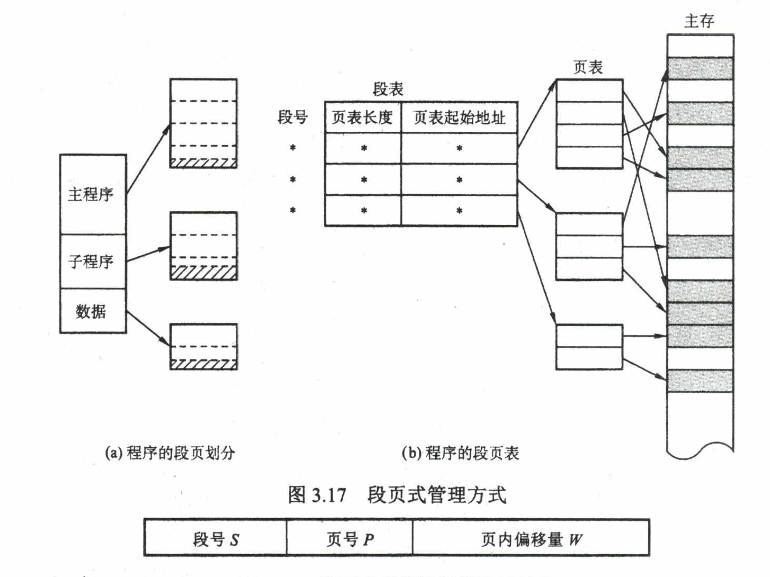 主存
页表
段表
段号 页表长度 页表起始地址
* * *
* * *
* * *
主程序
子程序
数据
(a) 程序的段页划分
(b) 程序的段页表
图 3.17 段页式管理方式
段号 S 页号 P 页内偏移量 W